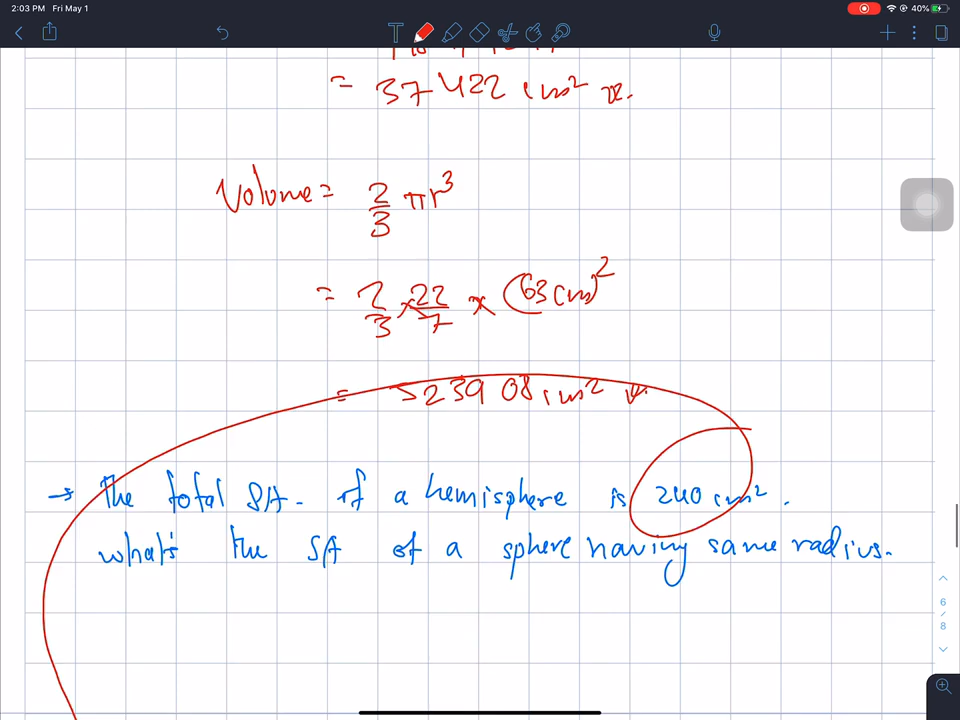 2:03 PM Fri May 1
40%
T
= 37422 cm²
Volume = 2/3 πr³
= 2/3 × 22/7 × (63 cm)²
= 523908 cm²
→ The total SA. of a hemisphere is 240 cm².
what's the SA of a sphere having same radius.
6
/
8